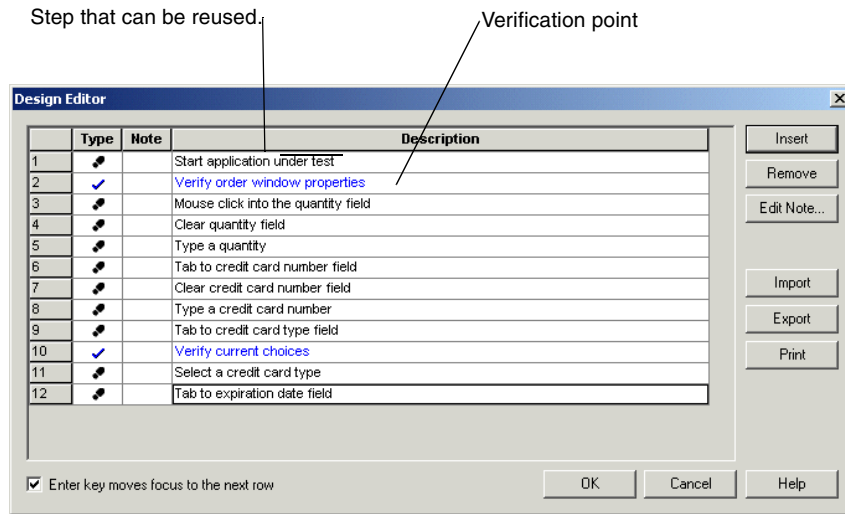 Step that can be reused.
Verification point
Design Editor
Type Note Description Insert
1 Start application under test
2 Verify order window properties Remove
3 Mouse click into the quantity field Edit Note...
4 Clear quantity field
5 Type a quantity
6 Tab to credit card number field
7 Clear credit card number field Import
8 Type a credit card number Export
9 Tab to credit card type field
10 Verify current choices Print
11 Select a credit card type
12 Tab to expiration date field
Enter key moves focus to the next row OK Cancel Help